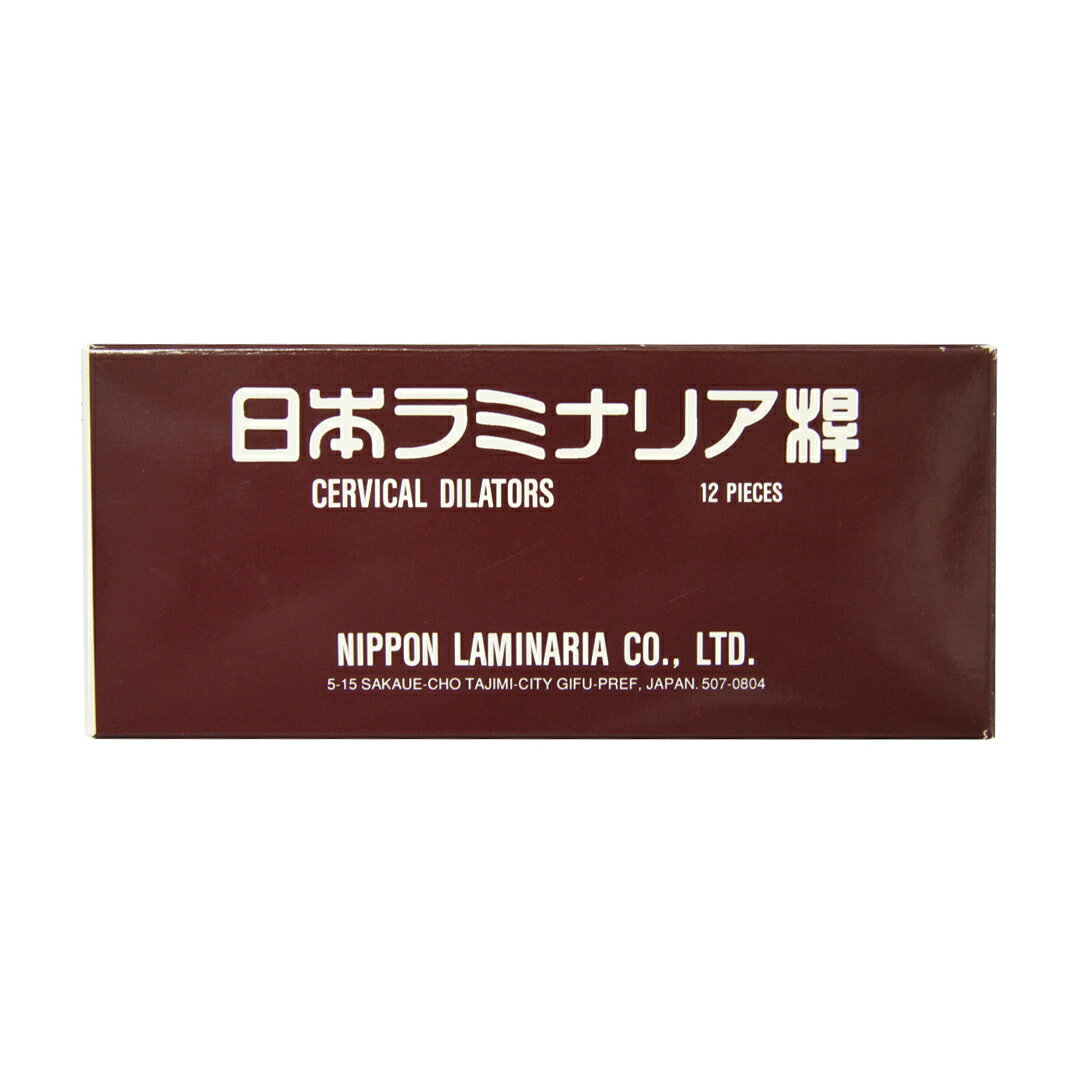 日本ラミナリア桿
CERVICAL DILATORS 12 PIECES
NIPPON LAMINARIA CO., LTD.
5-15 SAKAUE-CHO TAJIMI-CITY GIFU-PREF, JAPAN. 507-0804